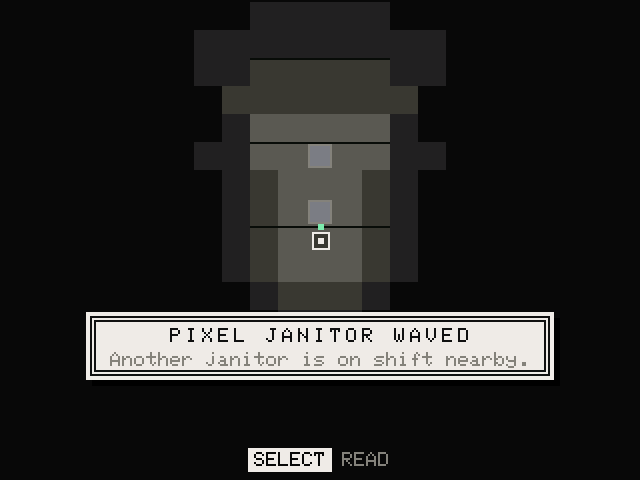 PIXEL JANITOR WAVED
Another janitor is on shift nearby.
SELECT READ